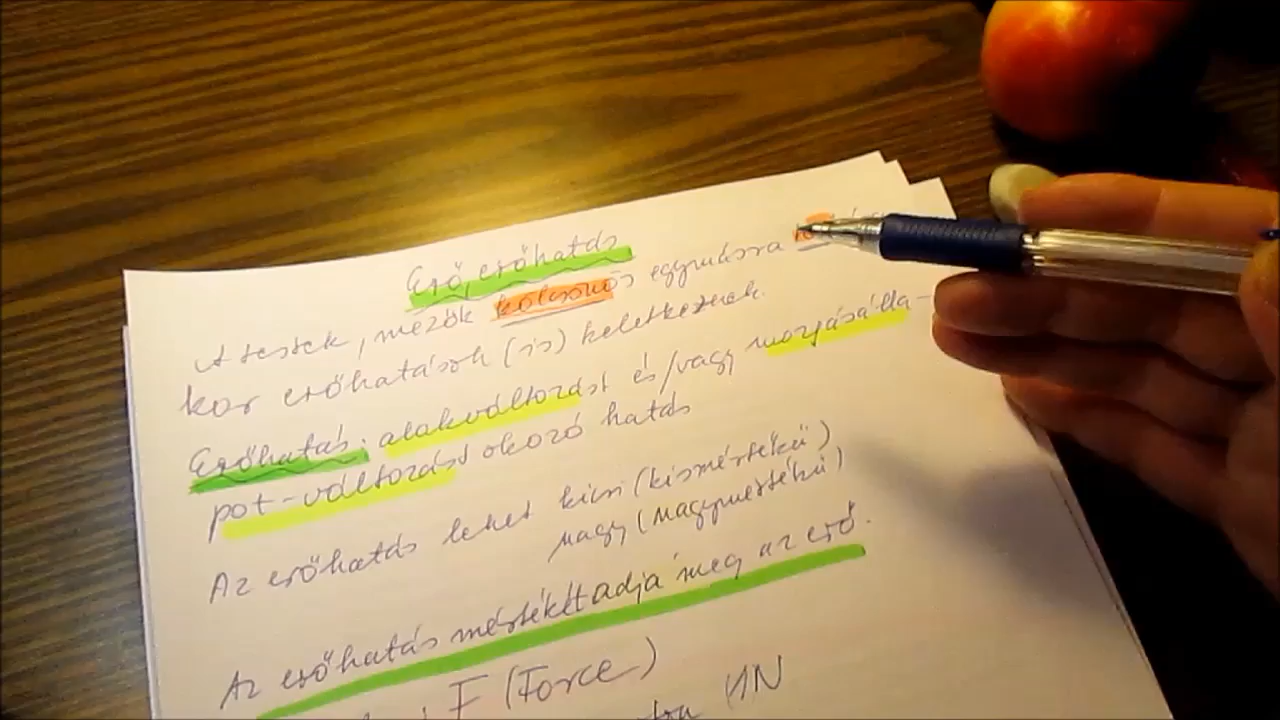 Erő, erőhatás
A testek, mezők kölcsönös egymásra
kor erőhatások (is) keletkeznek.
Erőhatás: alakváltozást és/vagy mozgásálla-
pot-változást okozó hatás
Az erőhatás lehet kicsi (kismértékű)
nagy (nagymértékű)
Az erőhatás mértékét adja meg az erő.
F (Force)
1N